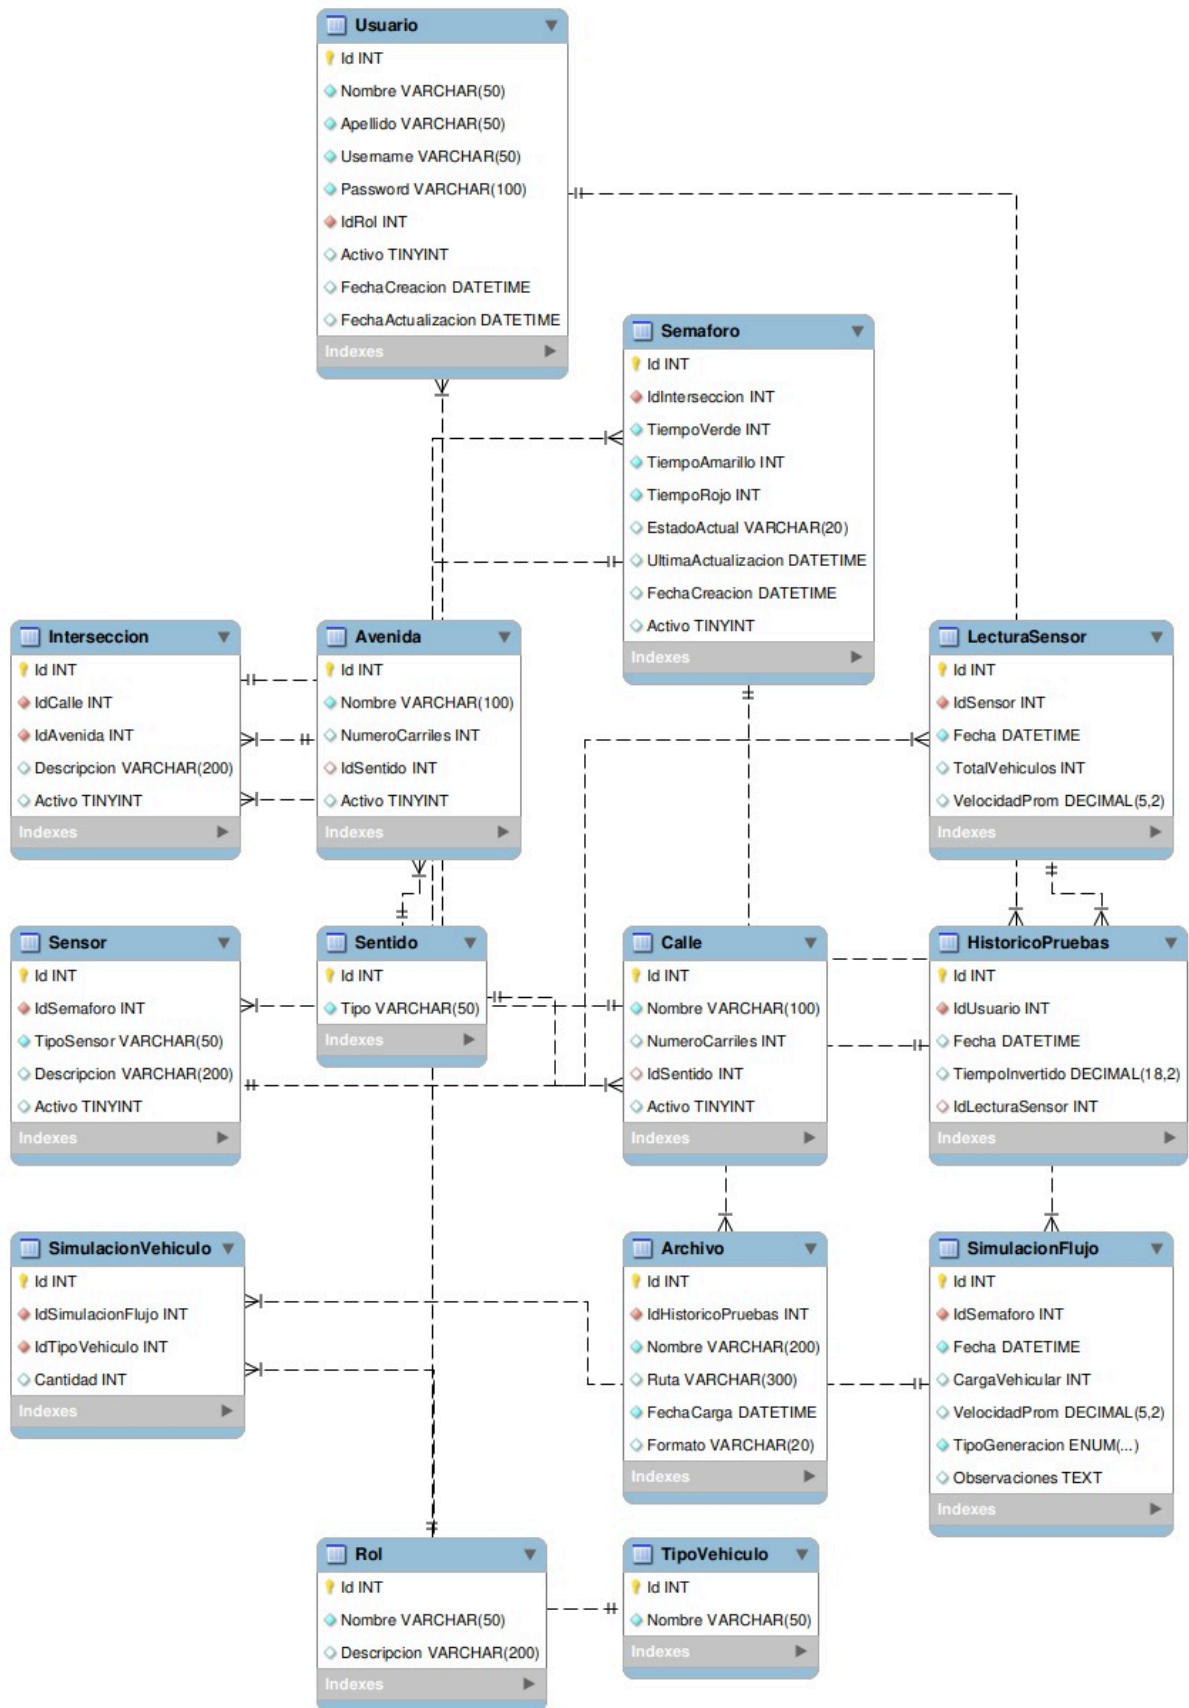 Usuario
Id INT
Nombre VARCHAR(50)
Apellido VARCHAR(50)
Username VARCHAR(50)
Password VARCHAR(100)
IdRol INT
Activo TINYINT
FechaCreacion DATETIME
FechaActualizacion DATETIME
Indexes
Semaforo
Id INT
IdInterseccion INT
TiempoVerde INT
TiempoAmarillo INT
TiempoRojo INT
EstadoActual VARCHAR(20)
UltimaActualizacion DATETIME
FechaCreacion DATETIME
Activo TINYINT
Indexes
Interseccion
Id INT
IdCalle INT
IdAvenida INT
Descripcion VARCHAR(200)
Activo TINYINT
Indexes
Avenida
Id INT
Nombre VARCHAR(100)
NumeroCarriles INT
IdSentido INT
Activo TINYINT
Indexes
LecturaSensor
Id INT
IdSensor INT
Fecha DATETIME
TotalVehiculos INT
VelocidadProm DECIMAL(5,2)
Indexes
Sensor
Id INT
IdSemaforo INT
TipoSensor VARCHAR(50)
Descripcion VARCHAR(200)
Activo TINYINT
Indexes
Sentido
Id INT
Tipo VARCHAR(50)
Indexes
Calle
Id INT
Nombre VARCHAR(100)
NumeroCarriles INT
IdSentido INT
Activo TINYINT
Indexes
HistoricoPruebas
Id INT
IdUsuario INT
Fecha DATETIME
TiempoInvertido DECIMAL(18,2)
IdLecturaSensor INT
Indexes
SimulacionVehiculo
Id INT
IdSimulacionFlujo INT
IdTipoVehiculo INT
Cantidad INT
Indexes
Archivo
Id INT
IdHistoricoPruebas INT
Nombre VARCHAR(200)
Ruta VARCHAR(300)
FechaCarga DATETIME
Formato VARCHAR(20)
Indexes
SimulacionFlujo
Id INT
IdSemaforo INT
Fecha DATETIME
CargaVehicular INT
VelocidadProm DECIMAL(5,2)
TipoGeneracion ENUM(...)
Observaciones TEXT
Indexes
Rol
Id INT
Nombre VARCHAR(50)
Descripcion VARCHAR(200)
Indexes
TipoVehiculo
Id INT
Nombre VARCHAR(50)
Indexes